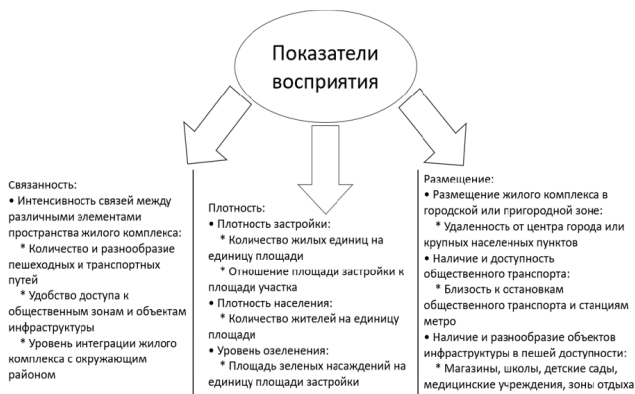 Показатели
восприятия
Связанность:
• Интенсивность связей между
различными элементами
пространства жилого комплекса:
* Количество и разнообразие
пешеходных и транспортных
путей
* Удобство доступа к
общественным зонам и объектам
инфраструктуры
* Уровень интеграции жилого
комплекса с окружающим
районом
Плотность:
• Плотность застройки:
* Количество жилых единиц на
единицу площади
* Отношение площади застройки к
площади участка
• Плотность населения:
* Количество жителей на единицу
площади
• Уровень озеленения:
* Площадь зеленых насаждений на
единицу площади застройки
Размещение:
• Размещение жилого комплекса в
городской или пригородной зоне:
* Удаленность от центра города или
крупных населенных пунктов
• Наличие и доступность
общественного транспорта:
* Близость к остановкам
общественного транспорта и станциям
метро
• Наличие и разнообразие объектов
инфраструктуры в пешей доступности:
* Магазины, школы, детские сады,
медицинские учреждения, зоны отдыха